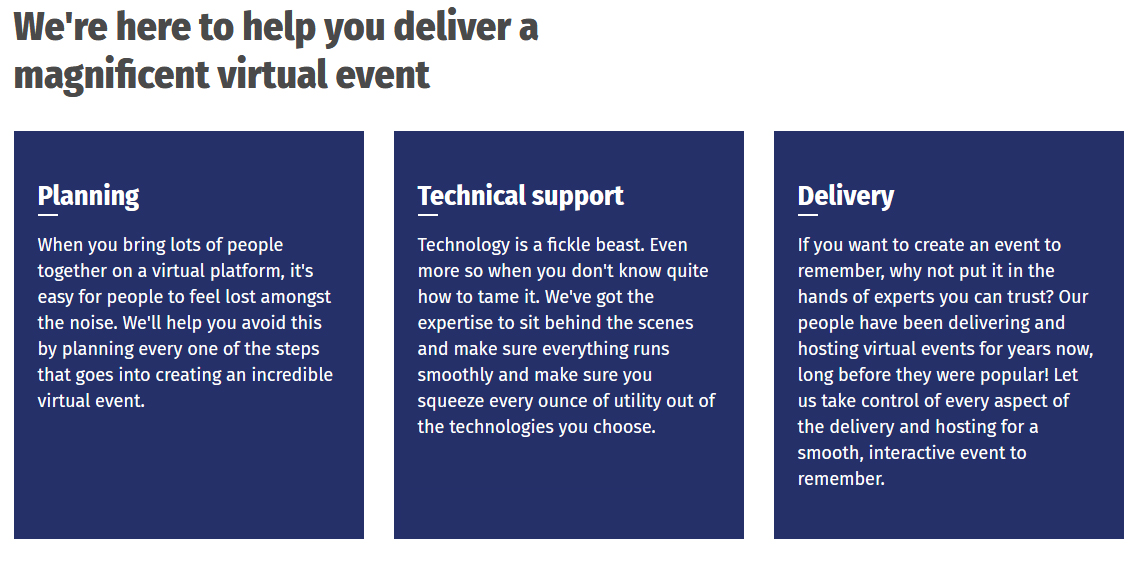 We're here to help you deliver a
magnificent virtual event
Planning
When you bring lots of people
together on a virtual platform, it's
easy for people to feel lost amongst
the noise. We'll help you avoid this
by planning every one of the steps
that goes into creating an incredible
virtual event.
Technical support
Technology is a fickle beast. Even
more so when you don't know quite
how to tame it. We've got the
expertise to sit behind the scenes
and make sure everything runs
smoothly and make sure you
squeeze every ounce of utility out of
the technologies you choose.
Delivery
If you want to create an event to
remember, why not put it in the
hands of experts you can trust? Our
people have been delivering and
hosting virtual events for years now,
long before they were popular! Let
us take control of every aspect of
the delivery and hosting for a
smooth, interactive event to
remember.